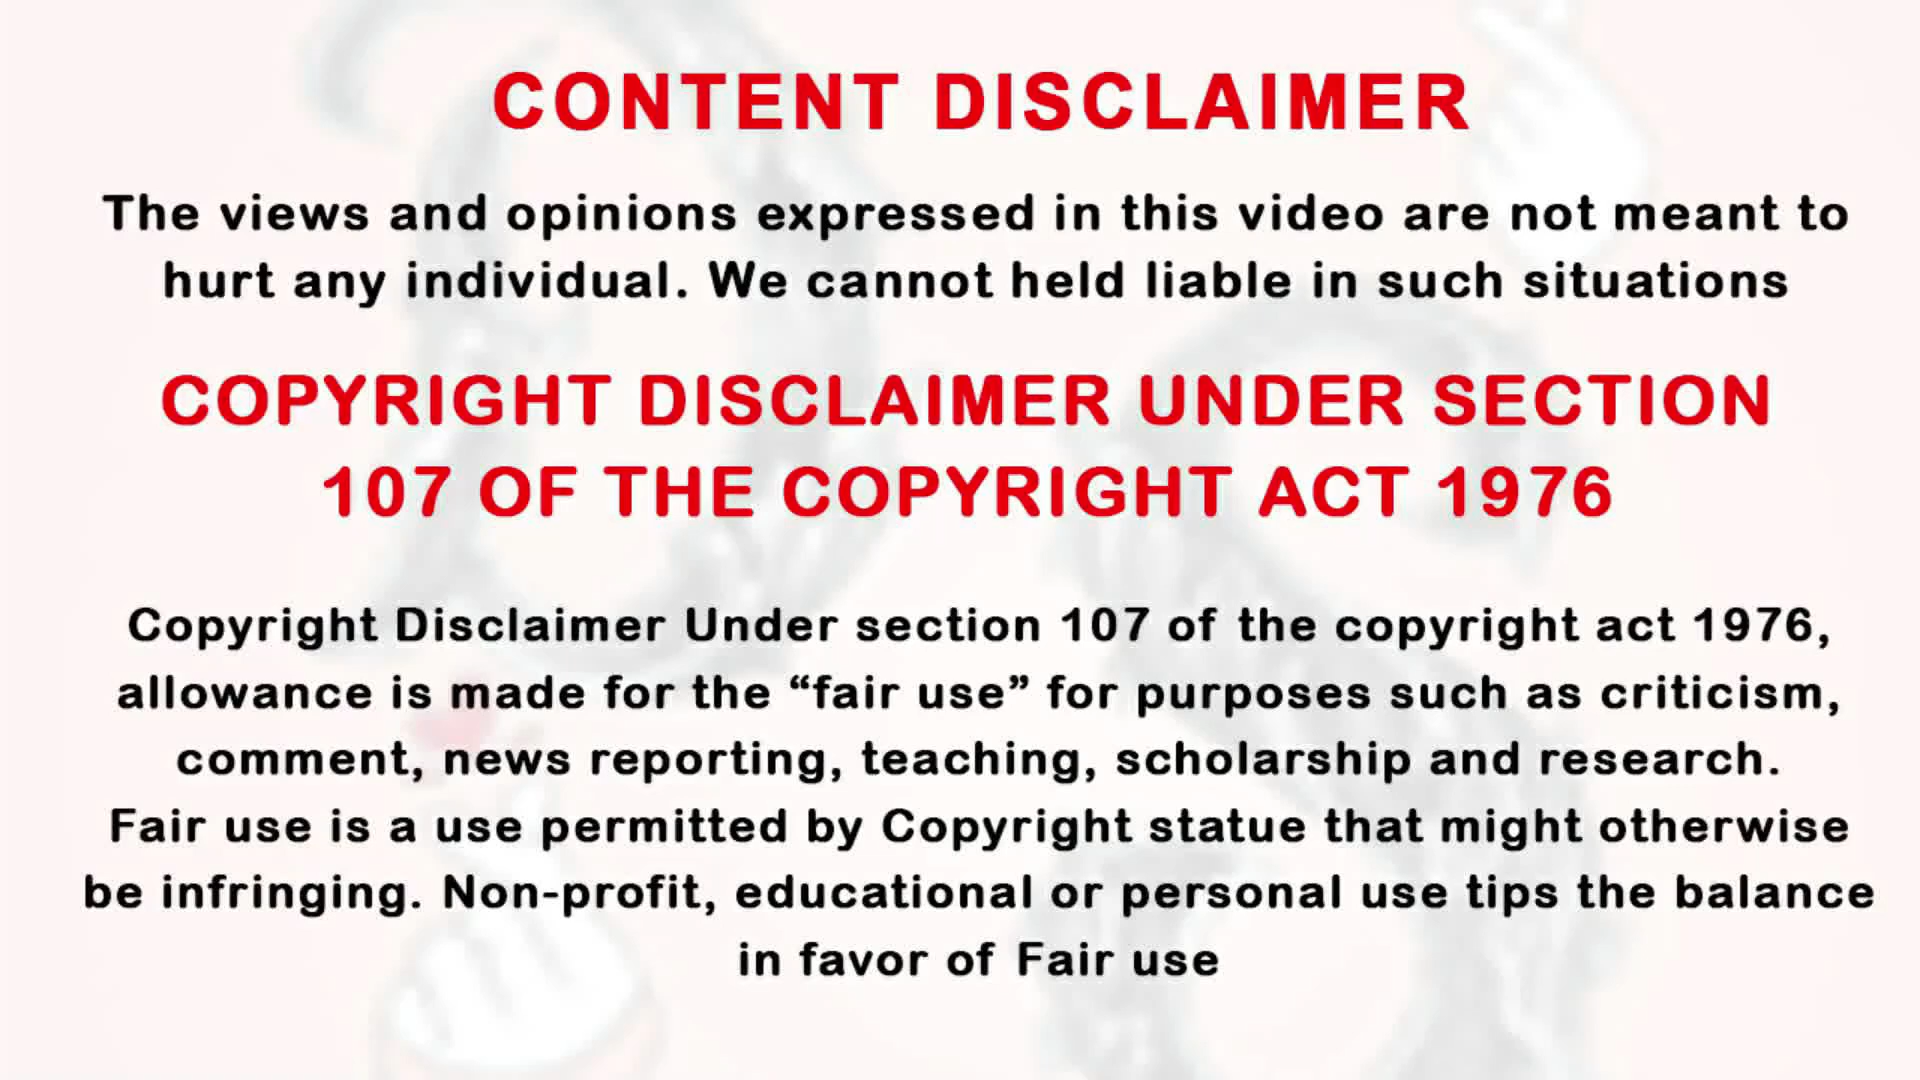 CONTENT DISCLAIMER
The views and opinions expressed in this video are not meant to
hurt any individual. We cannot held liable in such situations
COPYRIGHT DISCLAIMER UNDER SECTION
107 OF THE COPYRIGHT ACT 1976
Copyright Disclaimer Under section 107 of the copyright act 1976,
allowance is made for the “fair use” for purposes such as criticism,
comment, news reporting, teaching, scholarship and research.
Fair use is a use permitted by Copyright statue that might otherwise
be infringing. Non-profit, educational or personal use tips the balance
in favor of Fair use